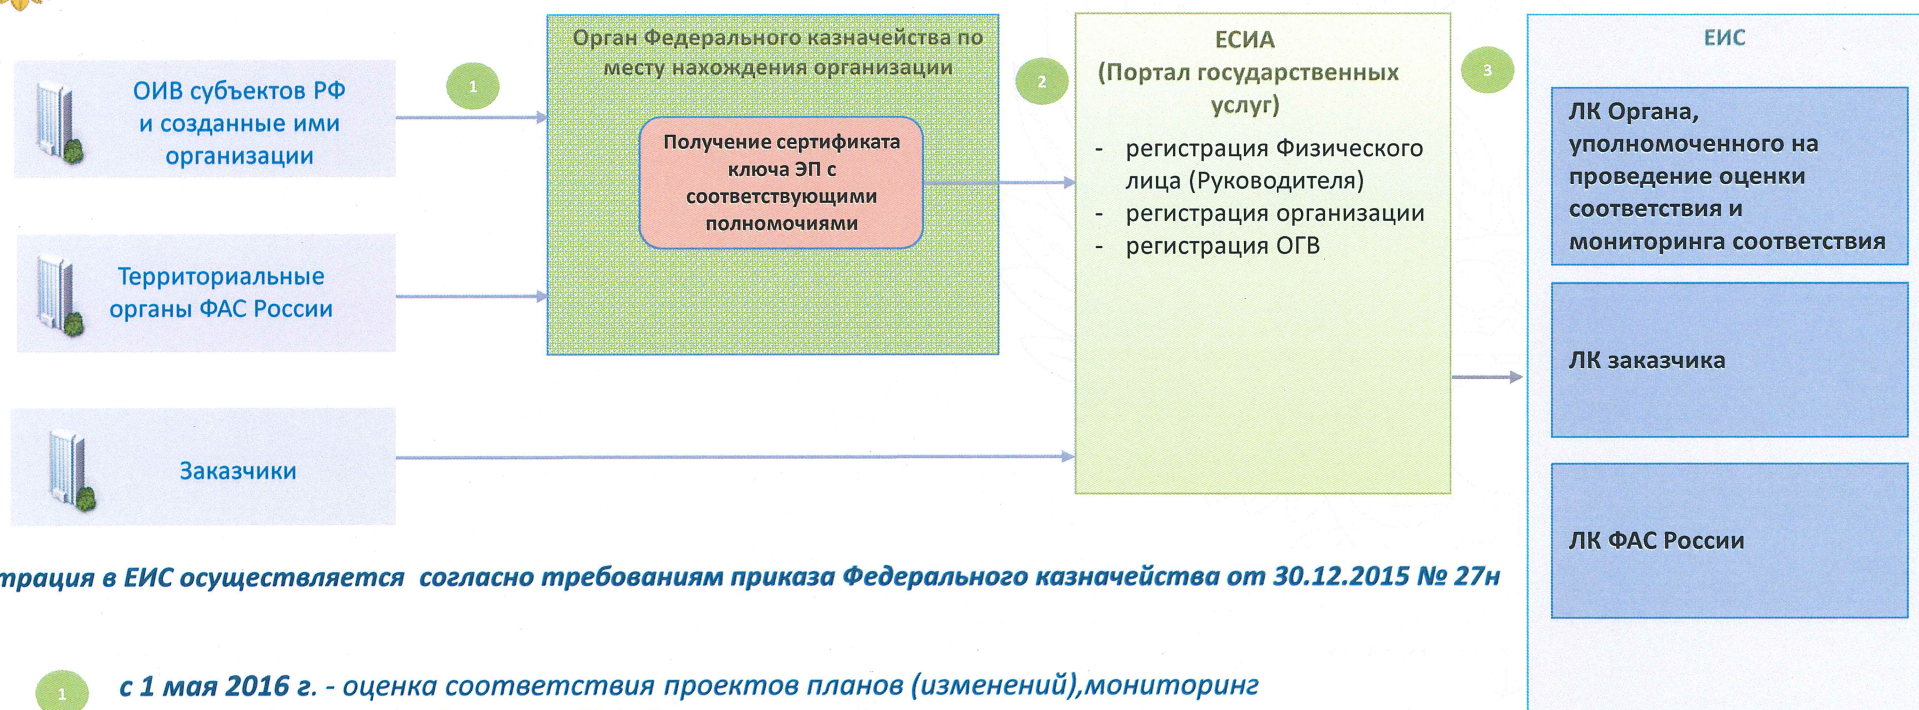 ОИВ субъектов РФ
и созданные ими
организации
Территориальные
органы ФАС России
Заказчики
1
Орган Федерального казначейства по
месту нахождения организации
Получение сертификата
ключа ЭП с
соответствующими
полномочиями
2
ЕСИА
(Портал государственных
услуг)
- регистрация Физического
лица (Руководителя)
- регистрация организации
- регистрация ОГВ
3
ЕИС
ЛК Органа,
уполномоченного на
проведение оценки
соответствия и
мониторинга соответствия
ЛК заказчика
ЛК ФАС России
трация в ЕИС осуществляется согласно требованиям приказа Федерального казначейства от 30.12.2015 № 27н
1
с 1 мая 2016 г. - оценка соответствия проектов планов (изменений),мониторинг